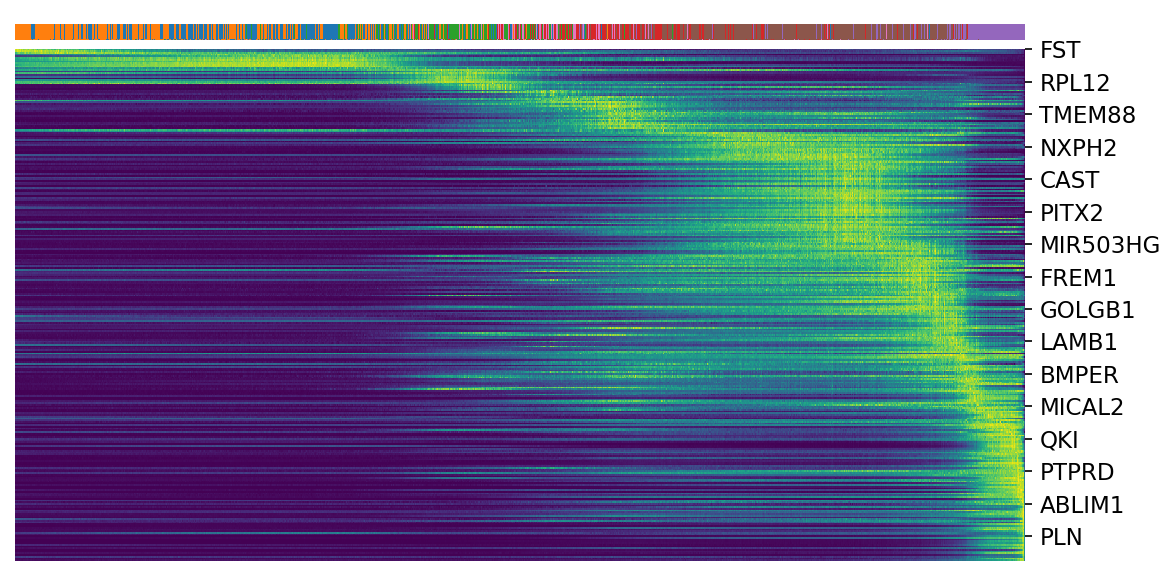 FST
RPL12
TMEM88
NXPH2
CAST
PITX2
MIR503HG
FREM1
GOLGB1
LAMB1
BMPER
MICAL2
QKI
PTPRD
ABLIM1
PLN